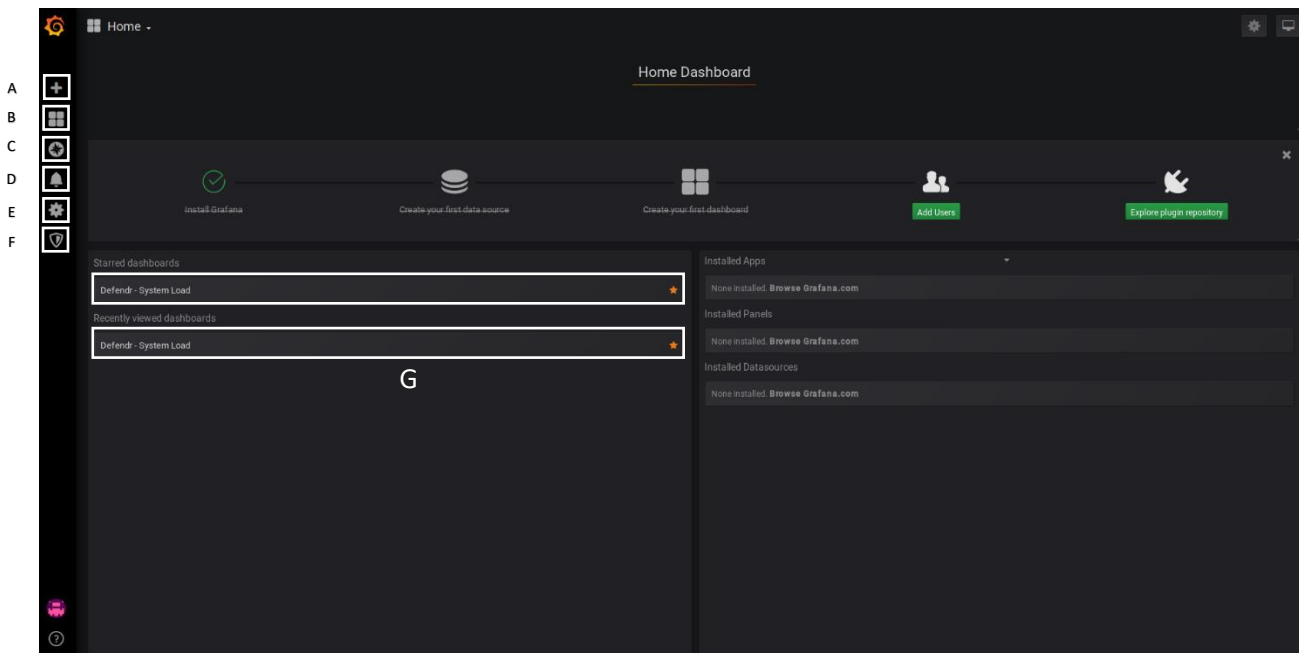 Home
Home Dashboard
A
B
C
D
E
F
Install Grafana
Create your first data source
Create your first dashboard
Add Users
Explore plugin repository
Starred dashboards
Defendr - System Load
Recently viewed dashboards
Defendr - System Load
G
Installed Apps
None installed. Browse Grafana.com
Installed Panels
None installed. Browse Grafana.com
Installed Datasources
None installed. Browse Grafana.com
?